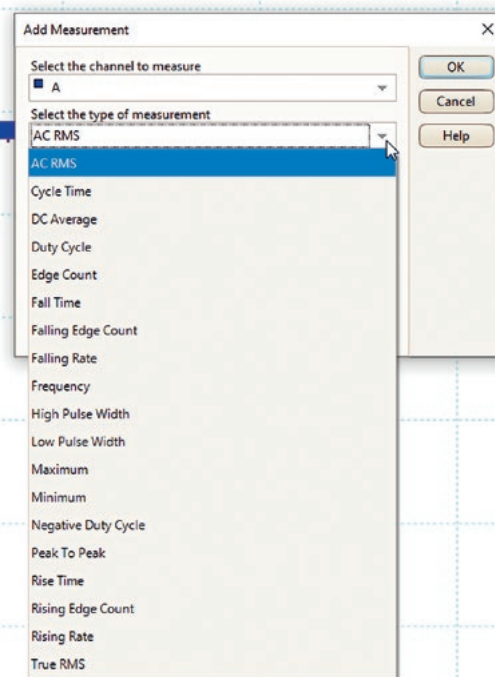 Add Measurement
Select the channel to measure
A
Select the type of measurement
AC RMS
OK
Cancel
Help
AC RMS
Cycle Time
DC Average
Duty Cycle
Edge Count
Fall Time
Falling Edge Count
Falling Rate
Frequency
High Pulse Width
Low Pulse Width
Maximum
Minimum
Negative Duty Cycle
Peak To Peak
Rise Time
Rising Edge Count
Rising Rate
True RMS